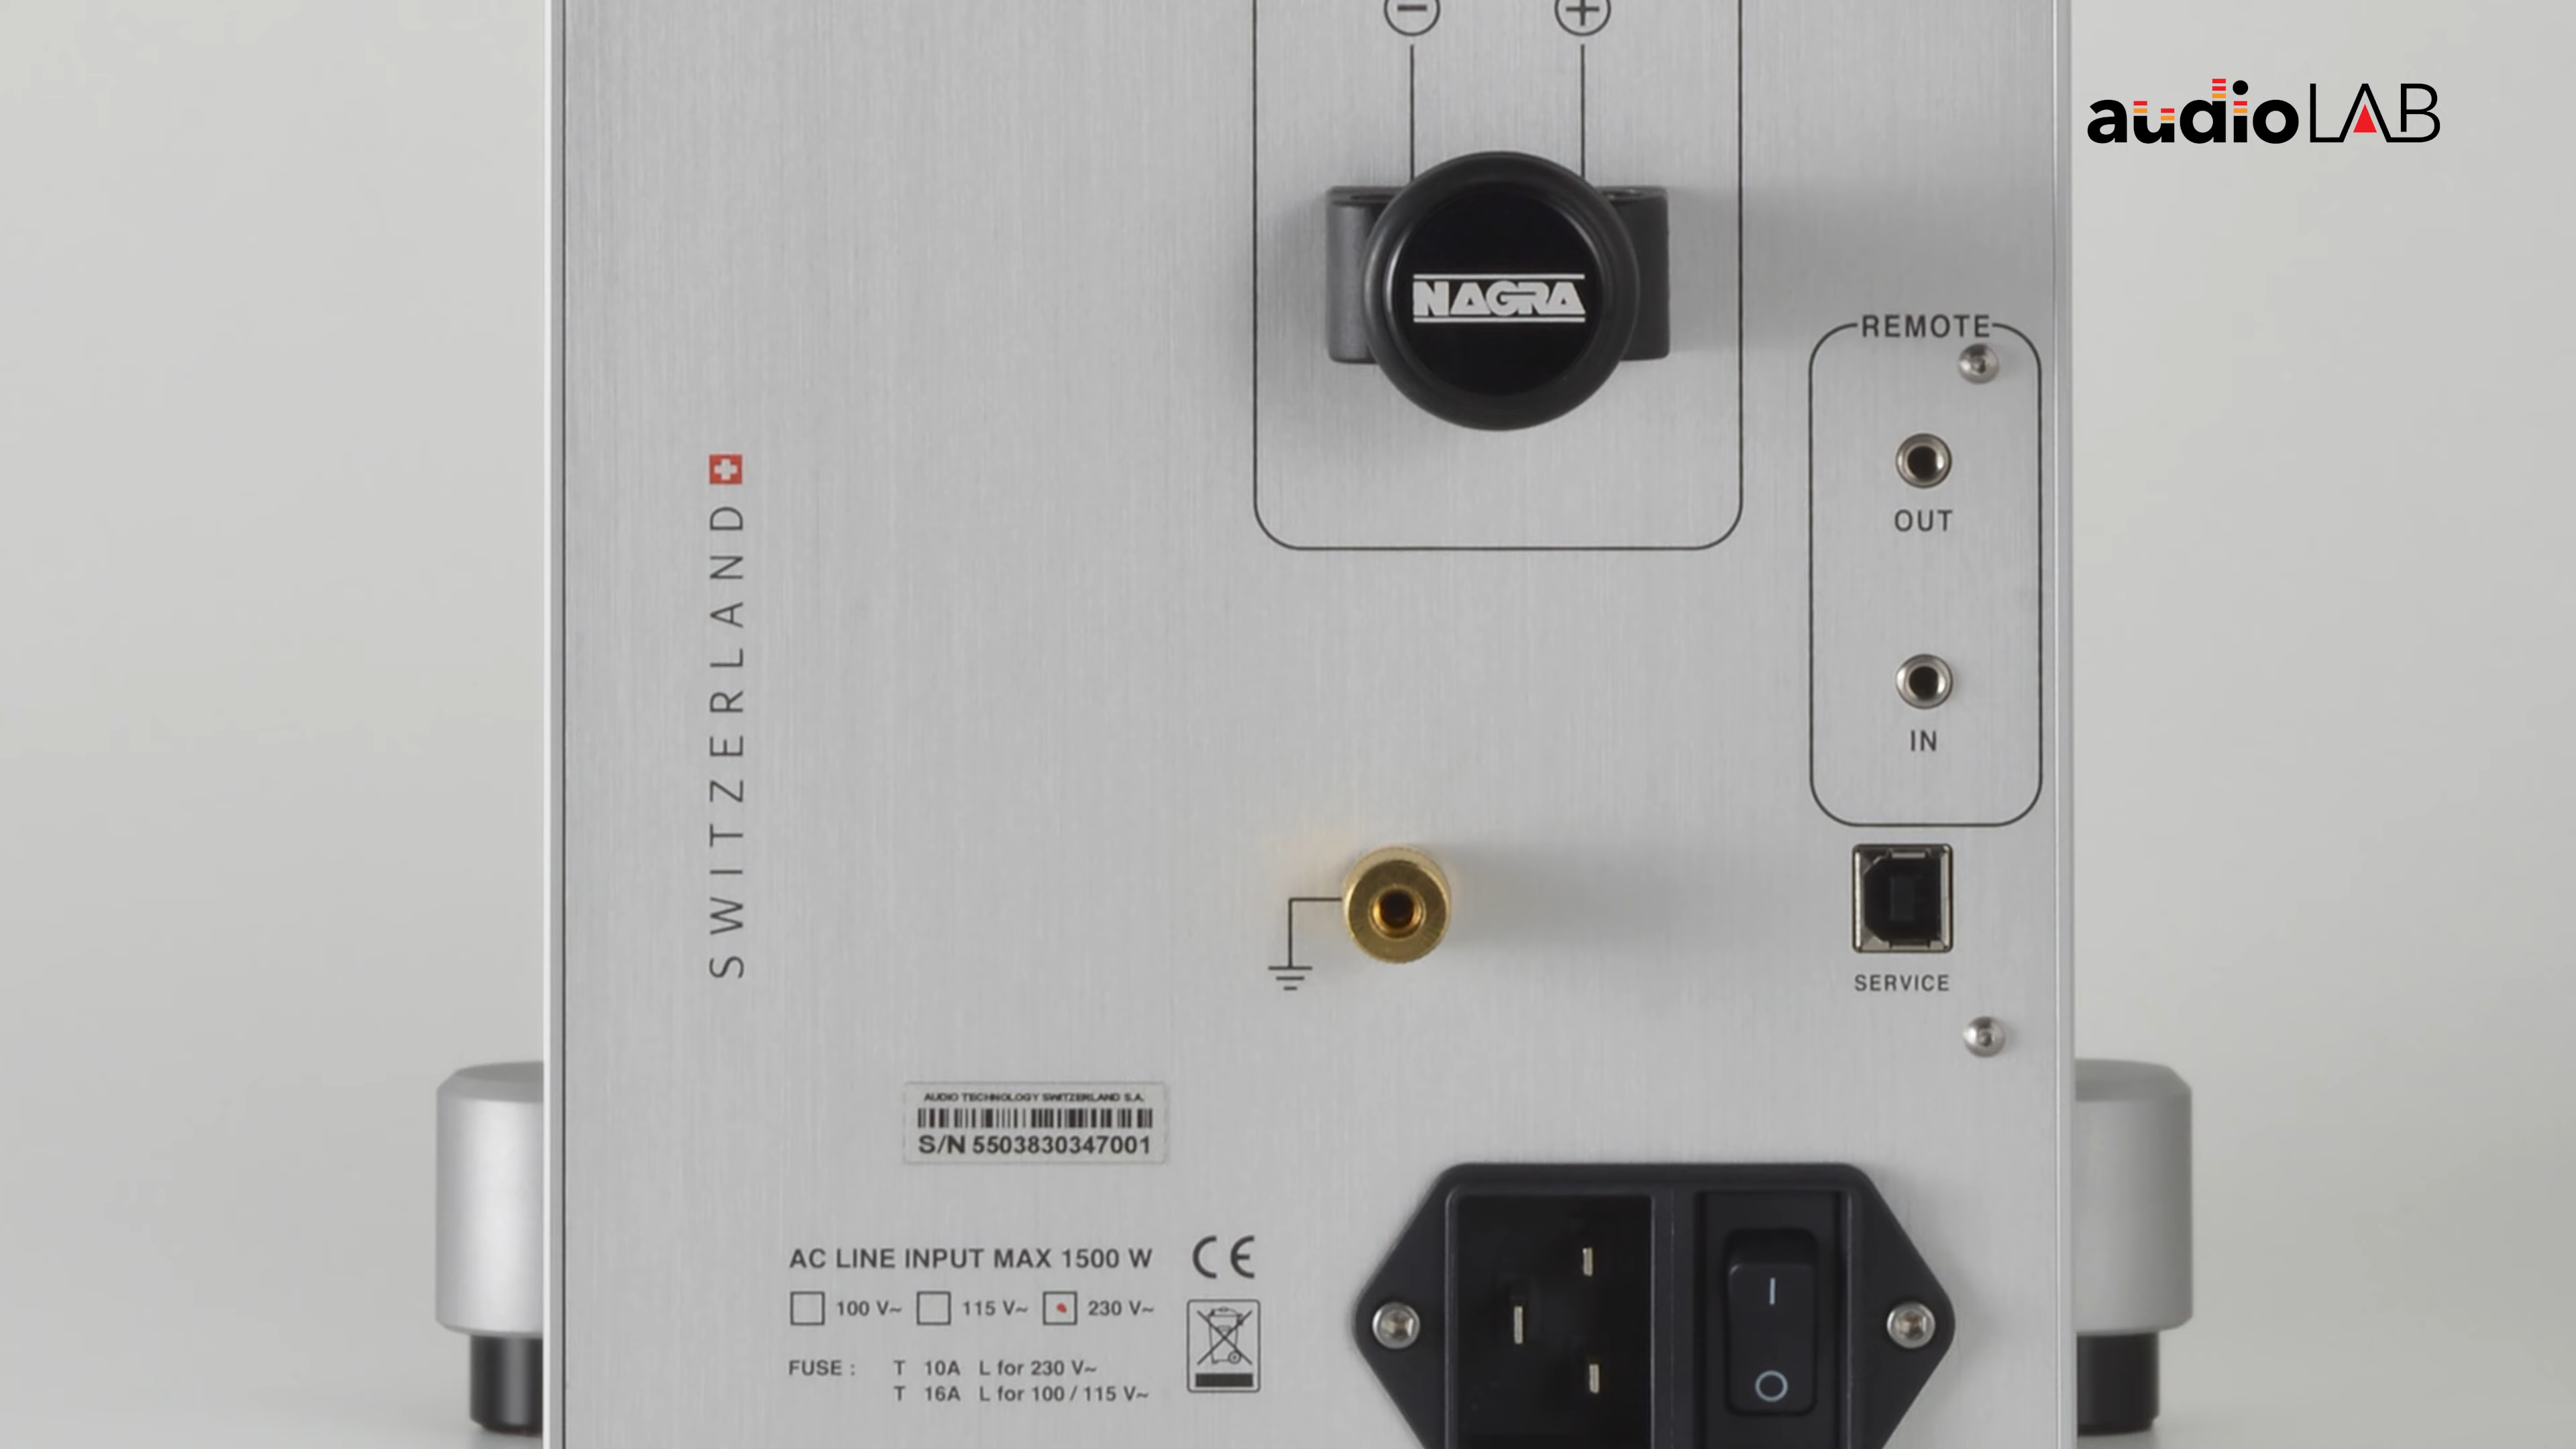 audioLAB
− +
NAGRA
REMOTE
OUT
IN
SWITZERLAND
SERVICE
AUDIO TECHNOLOGY SWITZERLAND S.A.
S/N 5503830347001
AC LINE INPUT MAX 1500 W CE
100 V~ 115 V~ 230 V~
FUSE : T 10A L for 230 V~
T 16A L for 100 / 115 V~